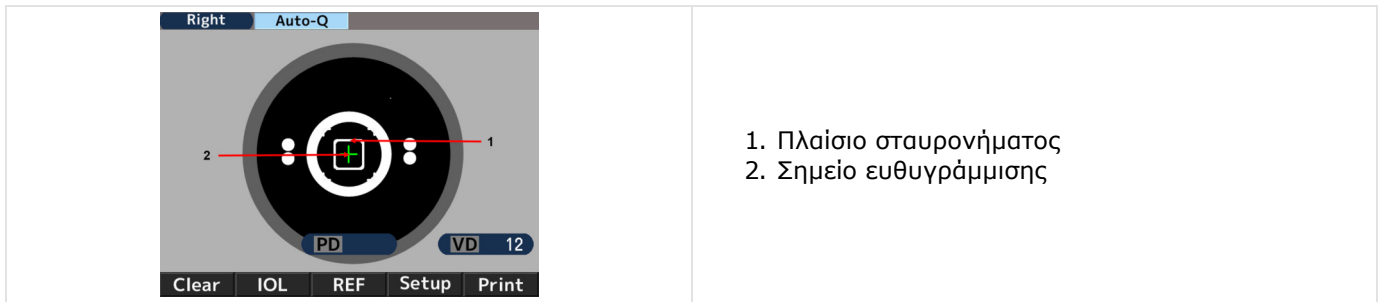 Right Auto-Q
1
2
PD VD 12
Clear IOL REF Setup Print
1. Πλαίσιο σταυρονήματος
2. Σημείο ευθυγράμμισης